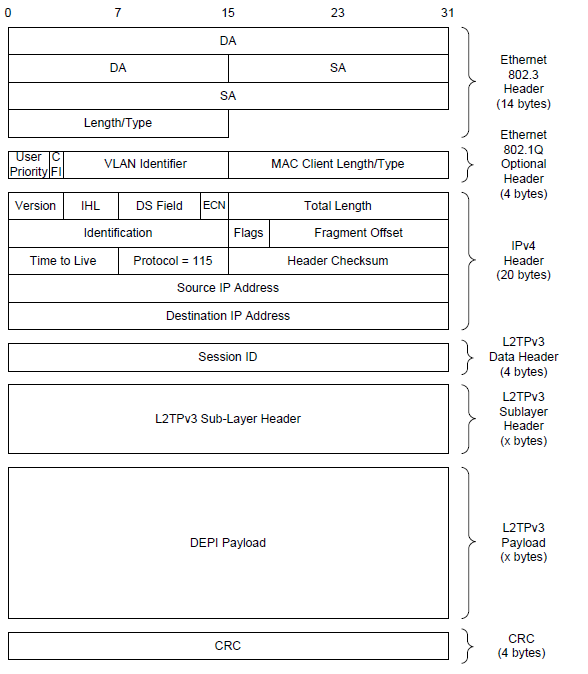 0 7 15 23 31
DA
DA SA
SA
Length/Type
Ethernet
802.3
Header
(14 bytes)
User
Priority
C
FI
VLAN Identifier
MAC Client Length/Type
Ethernet
802.1Q
Optional
Header
(4 bytes)
Version IHL DS Field ECN Total Length
Identification Flags Fragment Offset
Time to Live Protocol = 115 Header Checksum
Source IP Address
Destination IP Address
IPv4
Header
(20 bytes)
Session ID
L2TPv3
Data Header
(4 bytes)
L2TPv3 Sub-Layer Header
L2TPv3
Sublayer
Header
(x bytes)
DEPI Payload
L2TPv3
Payload
(x bytes)
CRC
CRC
(4 bytes)